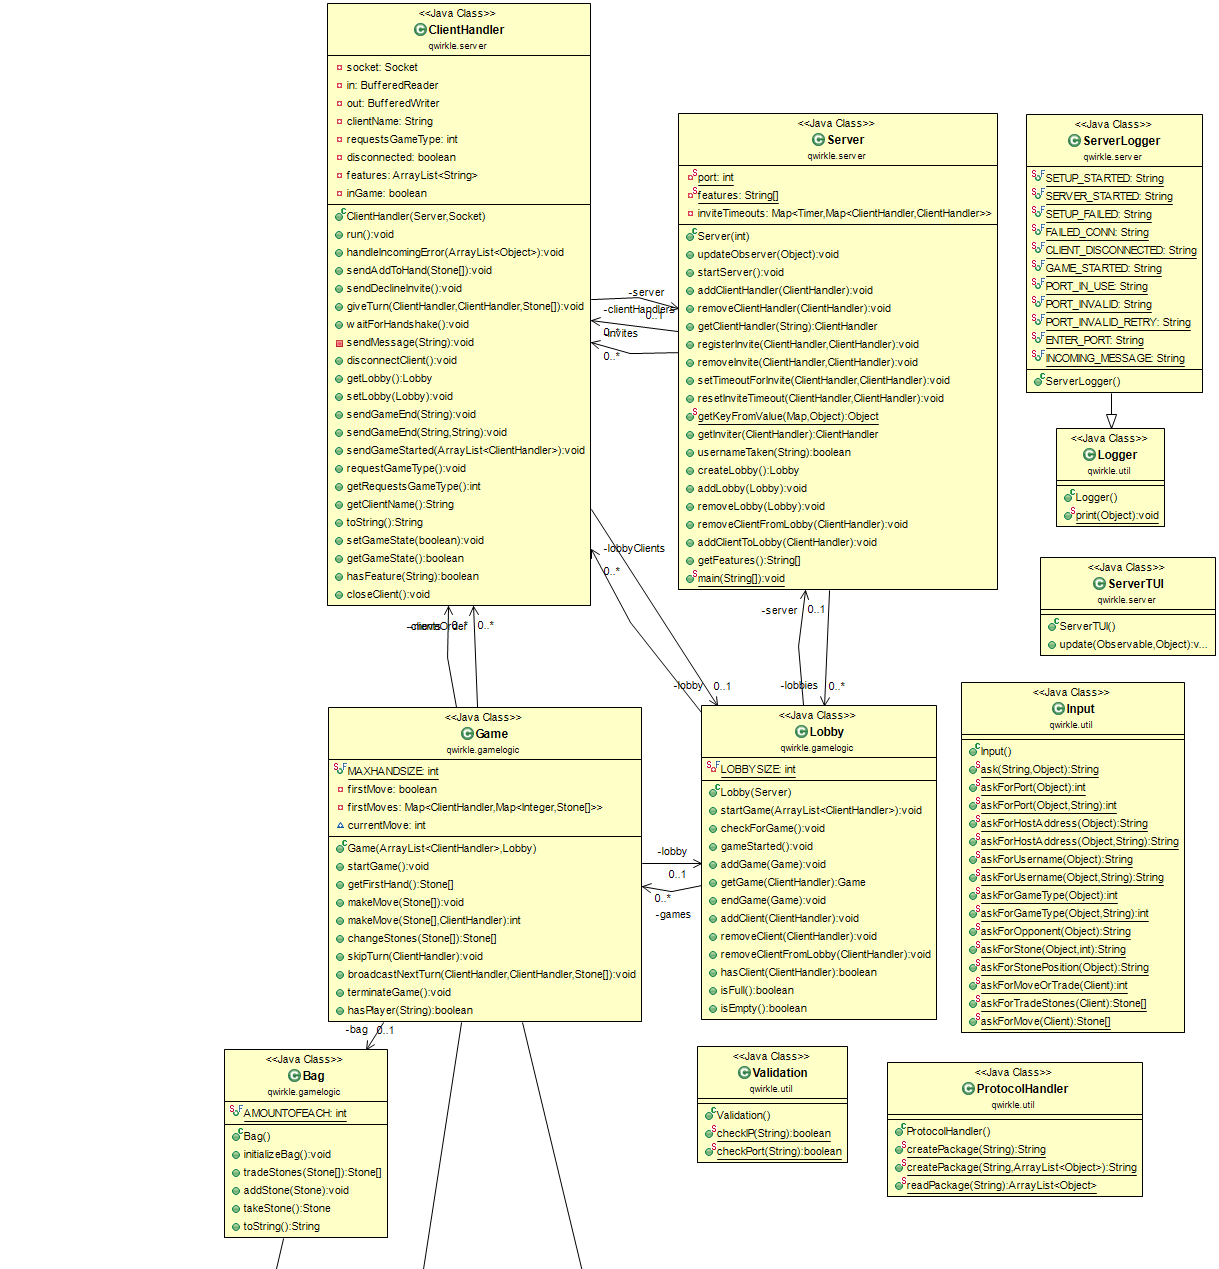 <<Java Class>>
ClientHandler
qwirkle.server
socket: Socket
in: BufferedReader
out: BufferedWriter
clientName: String
requestsGameType: int
disconnected: boolean
features: ArrayList<String>
inGame: boolean
ClientHandler(Server,Socket)
run():void
handleIncomingError(ArrayList<Object>):void
sendAddToHand(Stone[]):void
sendDeclineInvite():void
giveTurn(ClientHandler,ClientHandler,Stone[]):void
waitForHandshake():void
sendMessage(String):void
disconnectClient():void
getLobby():Lobby
setLobby(Lobby):void
sendGameEnd(String):void
sendGameEnd(String,String):void
sendGameStarted(ArrayList<ClientHandler>):void
requestGameType():void
getRequestsGameType():int
getClientName():String
toString():String
setGameState(boolean):void
getGameState():boolean
hasFeature(String):boolean
closeClient():void
-server
0..1
-clientHandlers
0..*
-invites
0..*
<<Java Class>>
Server
qwirkle.server
port: int
features: String[]
inviteTimeouts: Map<Timer,Map<ClientHandler,ClientHandler>>
Server(int)
updateObserver(Object):void
startServer():void
addClientHandler(ClientHandler):void
removeClientHandler(ClientHandler):void
getClientHandler(String):ClientHandler
registerInvite(ClientHandler,ClientHandler):void
removeInvite(ClientHandler,ClientHandler):void
setTimeoutForInvite(ClientHandler,ClientHandler):void
resetInviteTimeout(ClientHandler,ClientHandler):void
getKeyFromValue(Map,Object):Object
getInviter(ClientHandler):ClientHandler
usernameTaken(String):boolean
createLobby():Lobby
addLobby(Lobby):void
removeLobby(Lobby):void
removeClientFromLobby(ClientHandler):void
addClientToLobby(ClientHandler):void
getFeatures():String[]
main(String[]):void
<<Java Class>>
ServerLogger
qwirkle.server
SETUP_STARTED: String
SERVER_STARTED: String
SETUP_FAILED: String
FAILED_CONN: String
CLIENT_DISCONNECTED: String
GAME_STARTED: String
PORT_IN_USE: String
PORT_INVALID: String
PORT_INVALID_RETRY: String
ENTER_PORT: String
INCOMING_MESSAGE: String
ServerLogger()
<<Java Class>>
Logger
qwirkle.util
Logger()
print(Object):void
<<Java Class>>
ServerTUI
qwirkle.server
ServerTUI()
update(Observable,Object):v...
-lobbyClients
0..*
-lobby
0..1
-server
0..1
-lobbies
0..*
0..*
0..*
<<Java Class>>
Game
qwirkle.gamelogic
MAXHANDSIZE: int
firstMove: boolean
firstMoves: Map<ClientHandler,Map<Integer,Stone[]>>
currentMove: int
Game(ArrayList<ClientHandler>,Lobby)
startGame():void
getFirstHand():Stone[]
makeMove(Stone[]):void
makeMove(Stone[],ClientHandler):int
changeStones(Stone[]):Stone[]
skipTurn(ClientHandler):void
broadcastNextTurn(ClientHandler,ClientHandler,Stone[]):void
terminateGame():void
hasPlayer(String):boolean
-lobby
0..1
0..*
-games
<<Java Class>>
Lobby
qwirkle.gamelogic
LOBBYSIZE: int
Lobby(Server)
startGame(ArrayList<ClientHandler>):void
checkForGame():void
gameStarted():void
addGame(Game):void
getGame(ClientHandler):Game
endGame(Game):void
addClient(ClientHandler):void
removeClient(ClientHandler):void
removeClientFromLobby(ClientHandler):void
hasClient(ClientHandler):boolean
isFull():boolean
isEmpty():boolean
<<Java Class>>
Input
qwirkle.util
Input()
ask(String,Object):String
askForPort(Object):int
askForPort(Object,String):int
askForHostAddress(Object):String
askForHostAddress(Object,String):String
askForUsername(Object):String
askForUsername(Object,String):String
askForGameType(Object):int
askForGameType(Object,String):int
askForOpponent(Object):String
askForStone(Object,int):String
askForStonePosition(Object):String
askForMoveOrTrade(Client):int
askForTradeStones(Client):Stone[]
askForMove(Client):Stone[]
-bag
0..1
<<Java Class>>
Bag
qwirkle.gamelogic
AMOUNTOFEACH: int
Bag()
initializeBag():void
tradeStones(Stone[]):Stone[]
addStone(Stone):void
takeStone():Stone
toString():String
<<Java Class>>
Validation
qwirkle.util
Validation()
checkIP(String):boolean
checkPort(String):boolean
<<Java Class>>
ProtocolHandler
qwirkle.util
ProtocolHandler()
createPackage(String):String
createPackage(String,ArrayList<Object>):String
readPackage(String):ArrayList<Object>